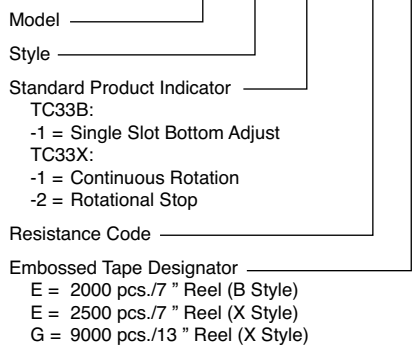 Model
Style
Standard Product Indicator
TC33B:
-1 = Single Slot Bottom Adjust
TC33X:
-1 = Continuous Rotation
-2 = Rotational Stop
Resistance Code
Embossed Tape Designator
E = 2000 pcs./7 ” Reel (B Style)
E = 2500 pcs./7 ” Reel (X Style)
G = 9000 pcs./13 ” Reel (X Style)